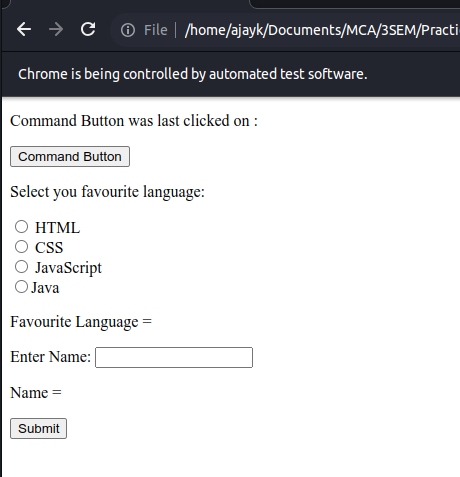 File /home/ajayk/Documents/MCA/3SEM/Practi
Chrome is being controlled by automated test software.
Command Button was last clicked on :
Command Button
Select you favourite language:
HTML
CSS
JavaScript
Java
Favourite Language =
Enter Name:
Name =
Submit